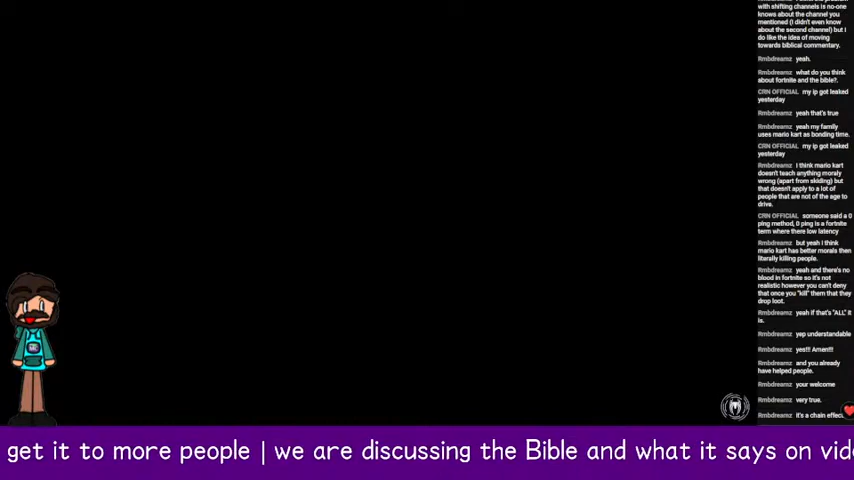 with shifting channels is no-one
knows about the channel you
mentioned (I didn't even know
about the second channel) but I
do like the idea of moving
towards biblical commentary.
Rmbdreamz yeah.
Rmbdreamz what do you think
about fortnite and the bible?.
CRN OFFICIAL my ip got leaked
yesterday
Rmbdreamz yeah that's true
Rmbdreamz yeah my family
uses mario kart as bonding time.
CRN OFFICIAL my ip got leaked
yesterday
Rmbdreamz I think mario kart
doesn't teach anything moraly
wrong (apart from skiding) but
that doesn't apply to a lot of
people that are not of the age to
drive.
CRN OFFICIAL someone said a 0
ping method, 0 ping is a fortnite
term where there low latency
Rmbdreamz but yeah i think
mario kart has better morals then
literally killing people.
Rmbdreamz yeah and there's no
blood in fortnite so it's not
realistic however you can't deny
that once you "kill" them that they
drop loot.
Rmbdreamz yeah if that's "ALL" it
is.
Rmbdreamz yep understandable
Rmbdreamz yes!!! Amen!!!
Rmbdreamz and you already
have helped people.
Rmbdreamz your welcome
Rmbdreamz very true.
Rmbdreamz it's a chain effect
get it to more people | we are discussing the Bible and what it says on vid